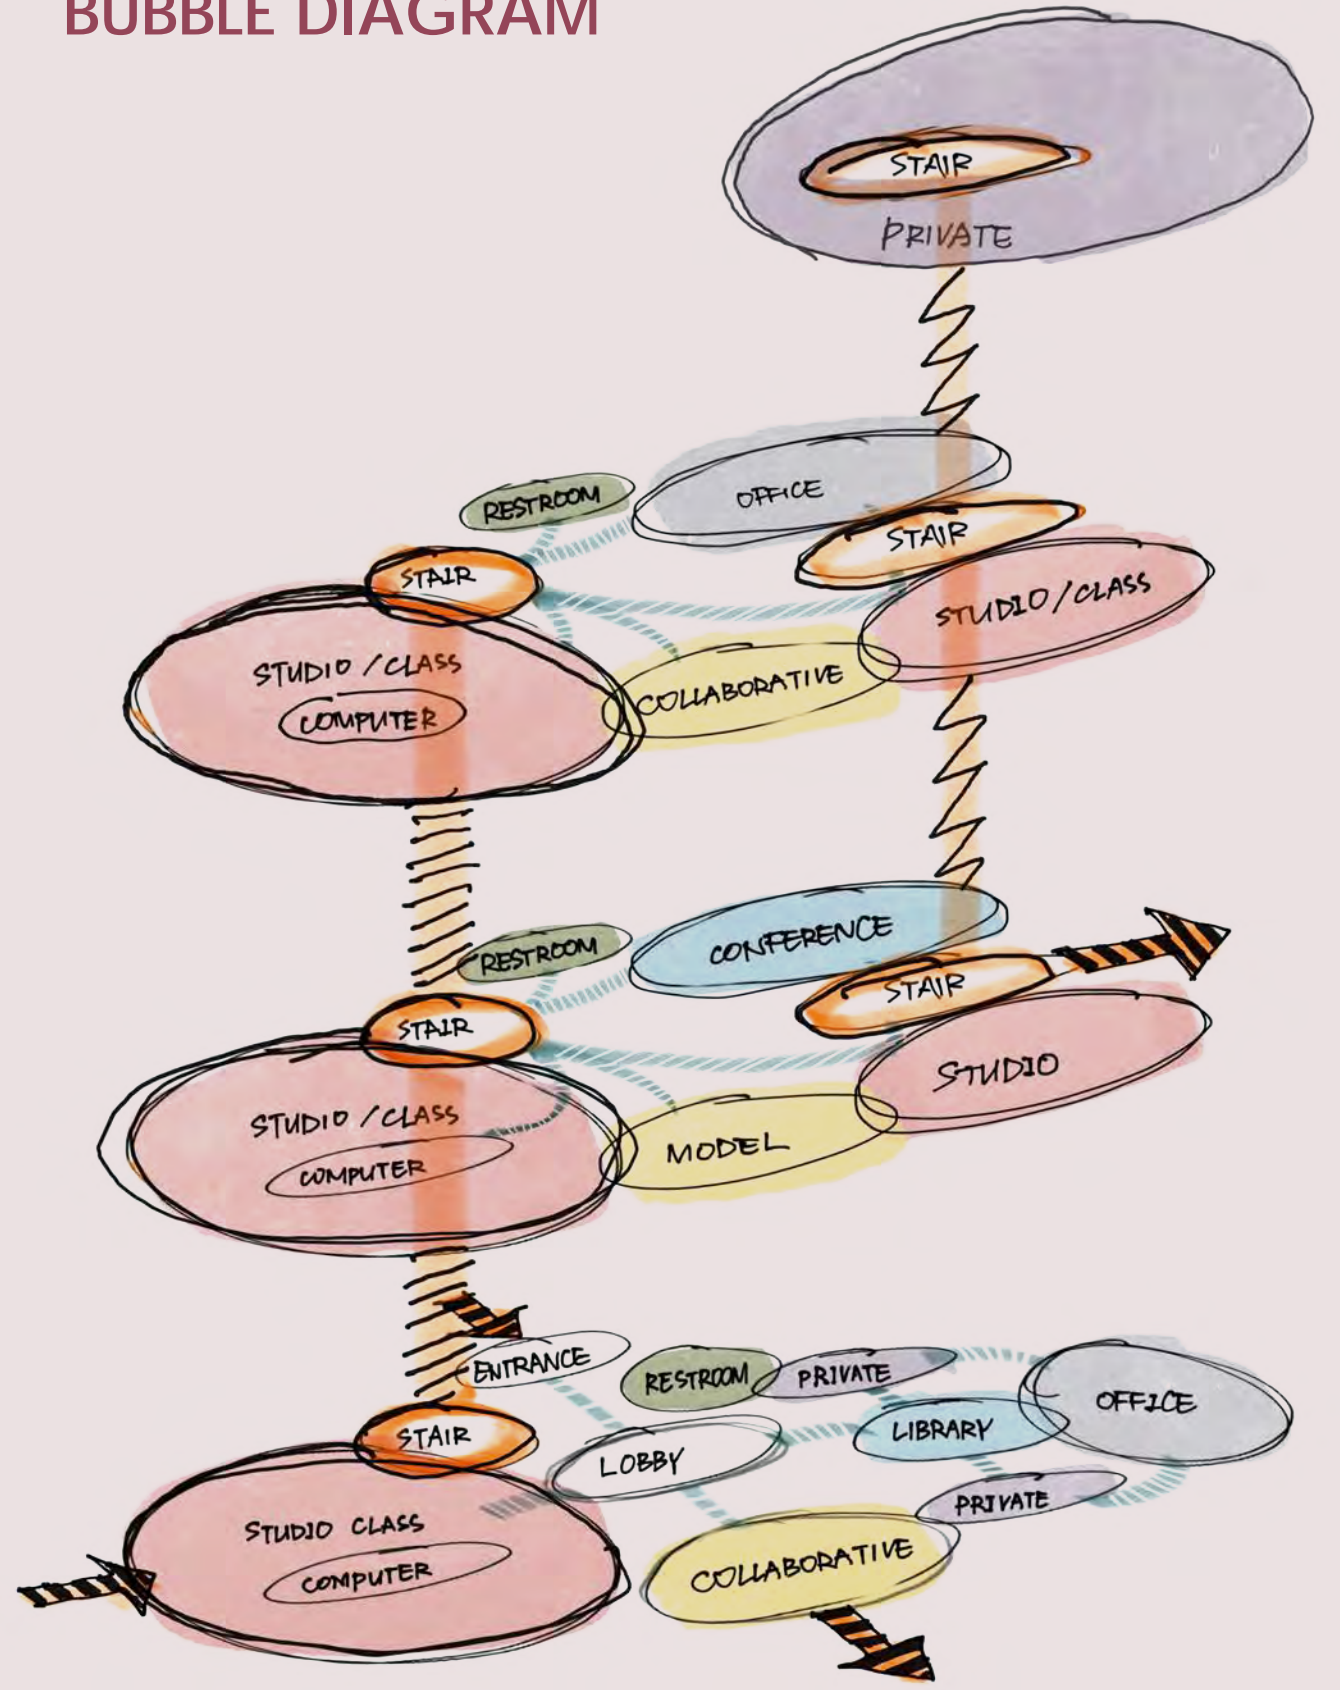 BUBBLE DIAGRAM
STAIR
PRIVATE
OFFICE
RESTROOM
STAIR
STAIR
STUDIO/CLASS
STUDIO/CLASS
COLLABORATIVE
COMPUTER
CONFERENCE
RESTROOM
STAIR
STAIR
STUDIO
STUDIO/CLASS
MODEL
COMPUTER
ENTRANCE
RESTROOM
PRIVATE
OFFICE
STAIR
LOBBY
LIBRARY
PRIVATE
STUDIO CLASS
COLLABORATIVE
COMPUTER